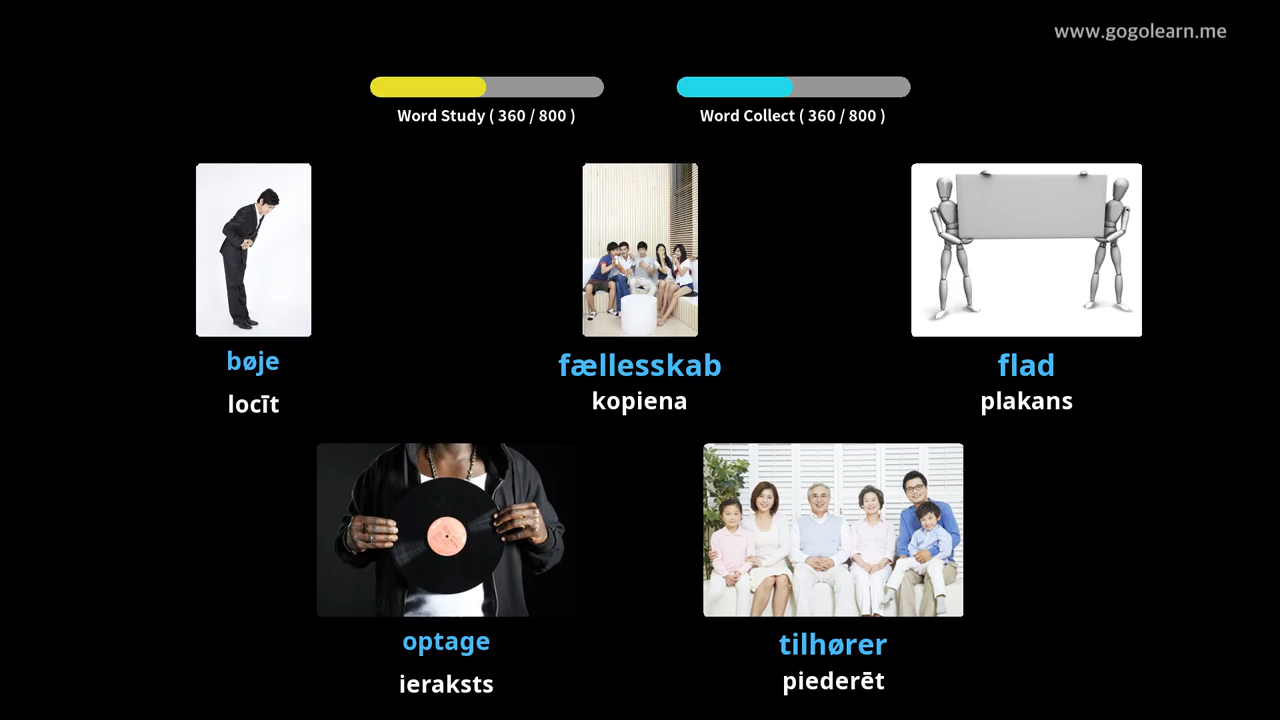 www.gogolearn.me
Word Study ( 360 / 800 )
Word Collect ( 360 / 800 )
bøje
locīt
fællesskab
kopiena
flad
plakans
optage
ieraksts
tilhører
piederēt